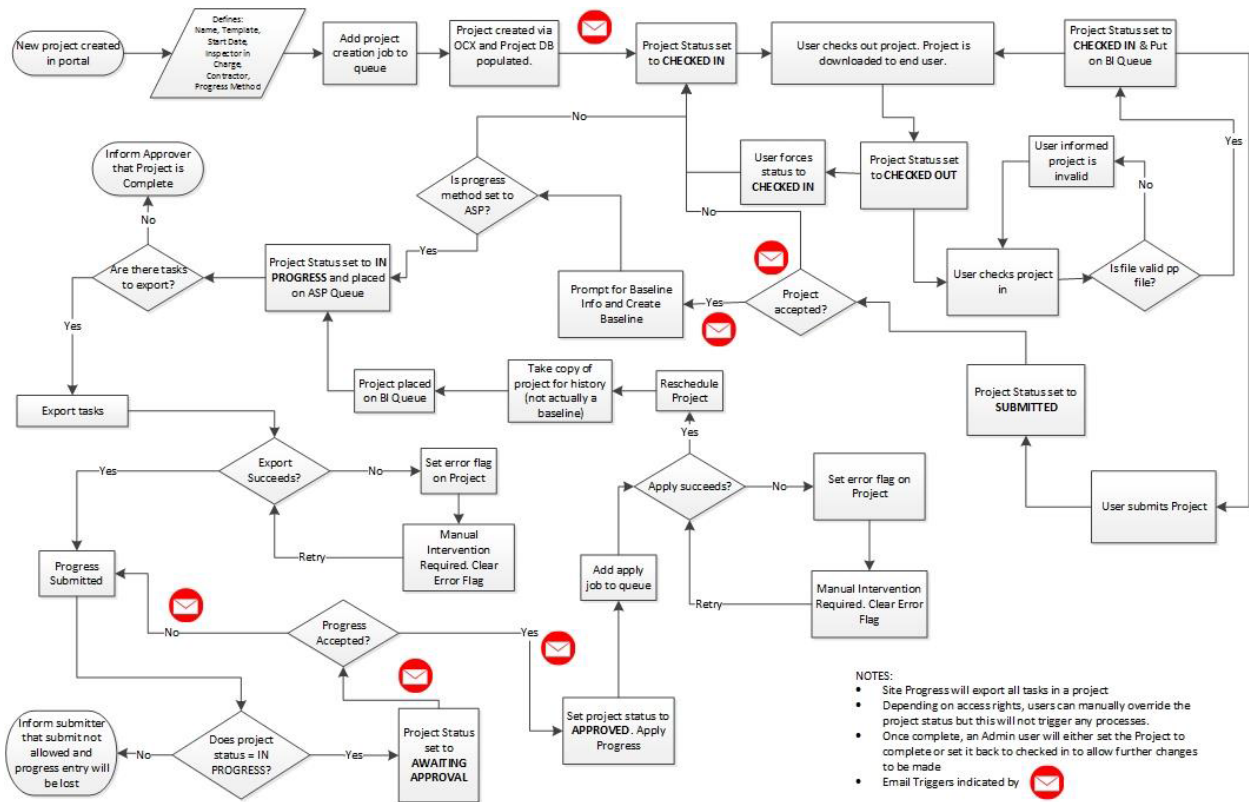 New project created
in portal
Defines:
Name, Template,
Start Date,
Inspector in
Charge,
Contractor,
Progress Method
Add project
creation job to
queue
Project created via
OCX and Project DB
populated.
Project Status set
to CHECKED IN
User checks out project. Project is
downloaded to end user.
Project Status set to
CHECKED IN & Put
on BI Queue
No
Inform Approver
that Project is
Complete
Is progress
method set to
ASP?
User forces
status to
CHECKED IN
Project Status set
to CHECKED OUT
User informed
project is
invalid
Yes
No
No
No
Yes
Are there tasks
to export?
Project Status set to IN
PROGRESS and placed
on ASP Queue
Prompt for Baseline
Info and Create
Baseline
Yes
Project
accepted?
User checks project
in
Is file valid pp
file?
Yes
Project placed
on BI Queue
Take copy of
project for history
(not actually a
baseline)
Reschedule
Project
Project Status set to
SUBMITTED
Export tasks
Yes
Yes
Export
Succeeds?
No
Set error flag
on Project
Apply succeeds?
No
Set error flag on
Project
User submits Project
Retry
Manual
Intervention
Required. Clear
Error Flag
Progress
Submitted
Add apply
job to queue
Retry
Manual Intervention
Required. Clear Error
Flag
No
Progress
Accepted?
Yes
Inform submitter
that submit not
allowed and
progress entry will
be lost
No
Does project
status = IN
PROGRESS?
Yes
Project Status
set to
AWAITING
APPROVAL
Set project status to
APPROVED. Apply
Progress
NOTES:
• Site Progress will export all tasks in a project
• Depending on access rights, users can manually override the
project status but this will not trigger any processes.
• Once complete, an Admin user will either set the Project to
complete or set it back to checked in to allow further changes
to be made
• Email Triggers indicated by